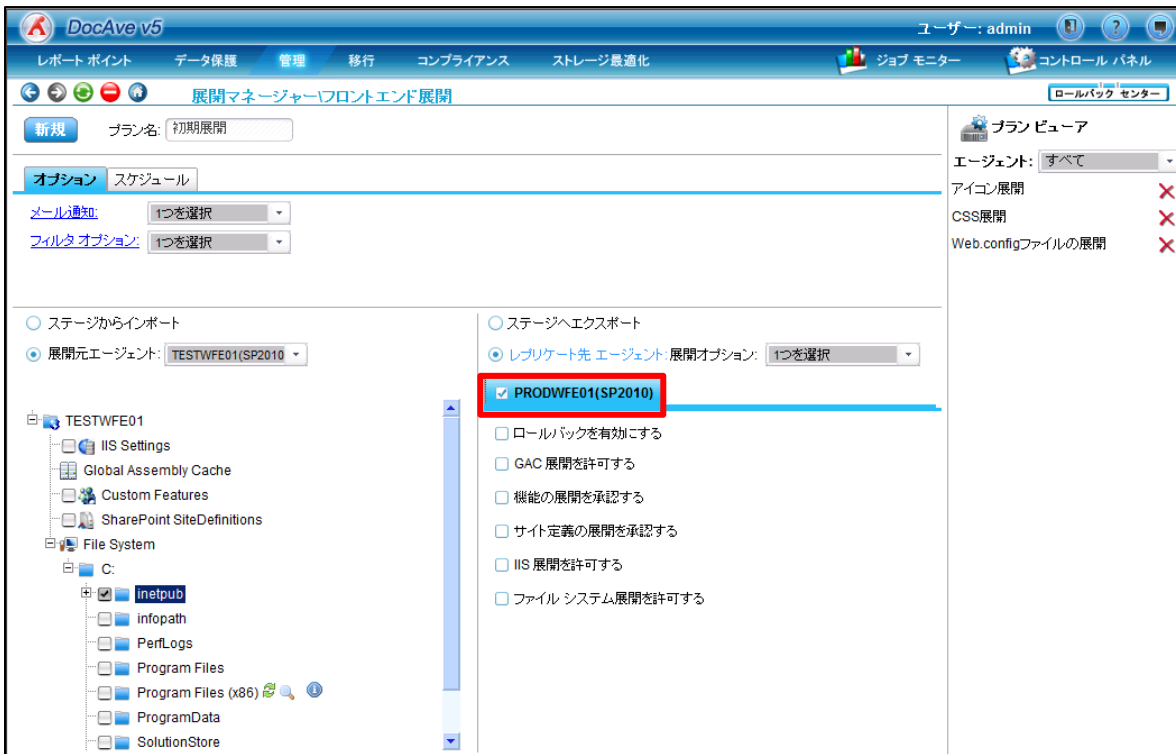 DocAve v5
ユーザー: admin
レポート ポイント データ保護 管理 移行 コンプライアンス ストレージ最適化 ジョブ モニター コントロール パネル
展開マネージャー\フロントエンド展開
ロールバック センター
新規 プラン名: 初期展開
オプション スケジュール
メール通知: 1つを選択
フィルタ オプション: 1つを選択
ステージからインポート
展開元エージェント: TESTWFE01(SP2010
TESTWFE01
IIS Settings
Global Assembly Cache
Custom Features
SharePoint SiteDefinitions
File System
C:
inetpub
infopath
PerfLogs
Program Files
Program Files (x86)
ProgramData
SolutionStore
ステージへエクスポート
レプリケート先 エージェント: 展開オプション: 1つを選択
PRODWFE01(SP2010)
ロールバックを有効にする
GAC 展開を許可する
機能の展開を承認する
サイト定義の展開を承認する
IIS 展開を許可する
ファイル システム展開を許可する
プラン ビューア
エージェント: すべて
アイコン展開
CSS展開
Web.configファイルの展開